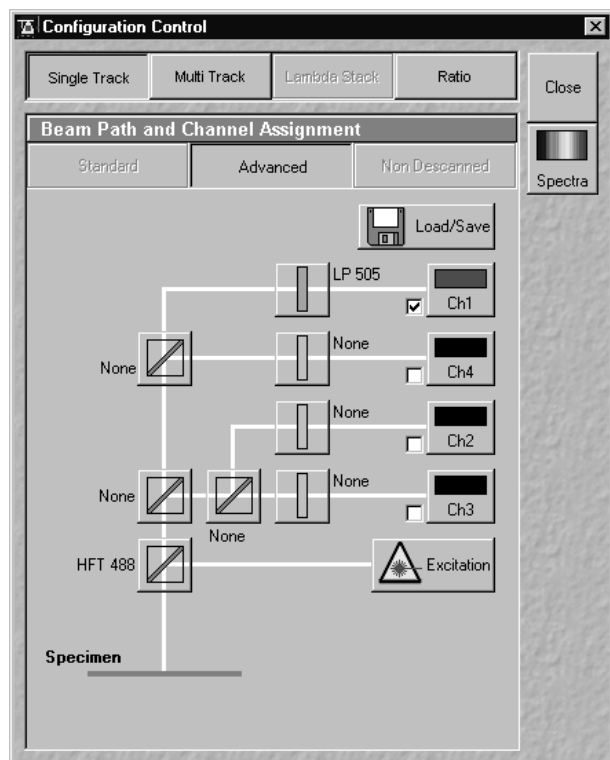 Configuration Control
Single Track
Multi Track
Lambda Stack
Ratio
Close
Beam Path and Channel Assignment
Spectra
Standard
Advanced
Non Descanned
Load/Save
LP 505
Ch1
None
None
Ch4
None
Ch2
None
None
Ch3
None
HFT 488
Excitation
Specimen